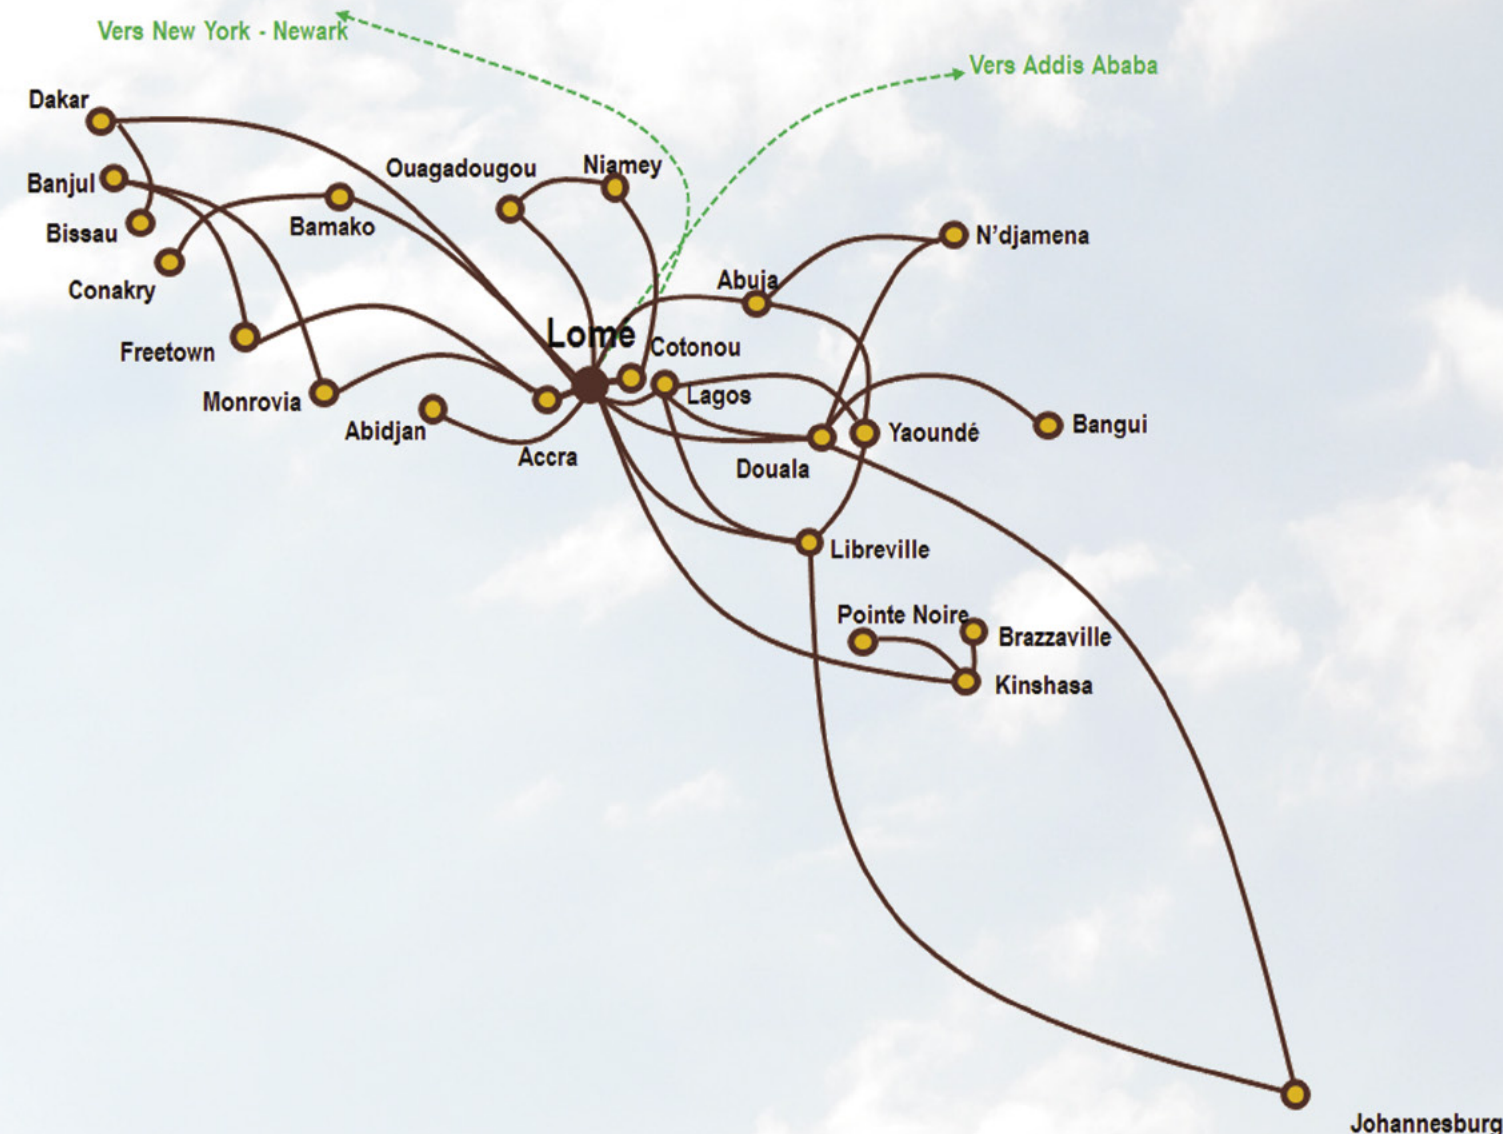 Vers New York - Newark
Vers Addis Ababa
Dakar
Ouagadougou
Niamey
Banjul
Bissau
Bamako
N'djamena
Conakry
Abuja
Lomé
Freetown
Cotonou
Monrovia
Lagos
Abidjan
Yaoundé
Bangui
Accra
Douala
Libreville
Pointe Noire
Brazzaville
Kinshasa
Johannesburg